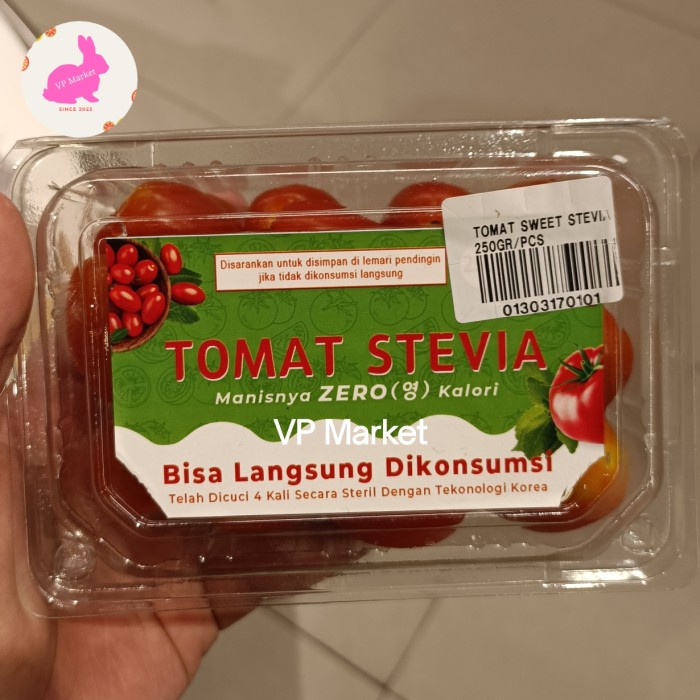 VP Market
SINCE 2023
TOMAT SWEET STEVIA
250GR/PCS
01303170101
Disarankan untuk disimpan di lemari pendingin
jika tidak dikonsumsi langsung
TOMAT STEVIA
Manisnya ZERO(영) Kalori
VP Market
Bisa Langsung Dikonsumsi
Telah Dicuci 4 Kali Secara Steril Dengan Tekonologi Korea